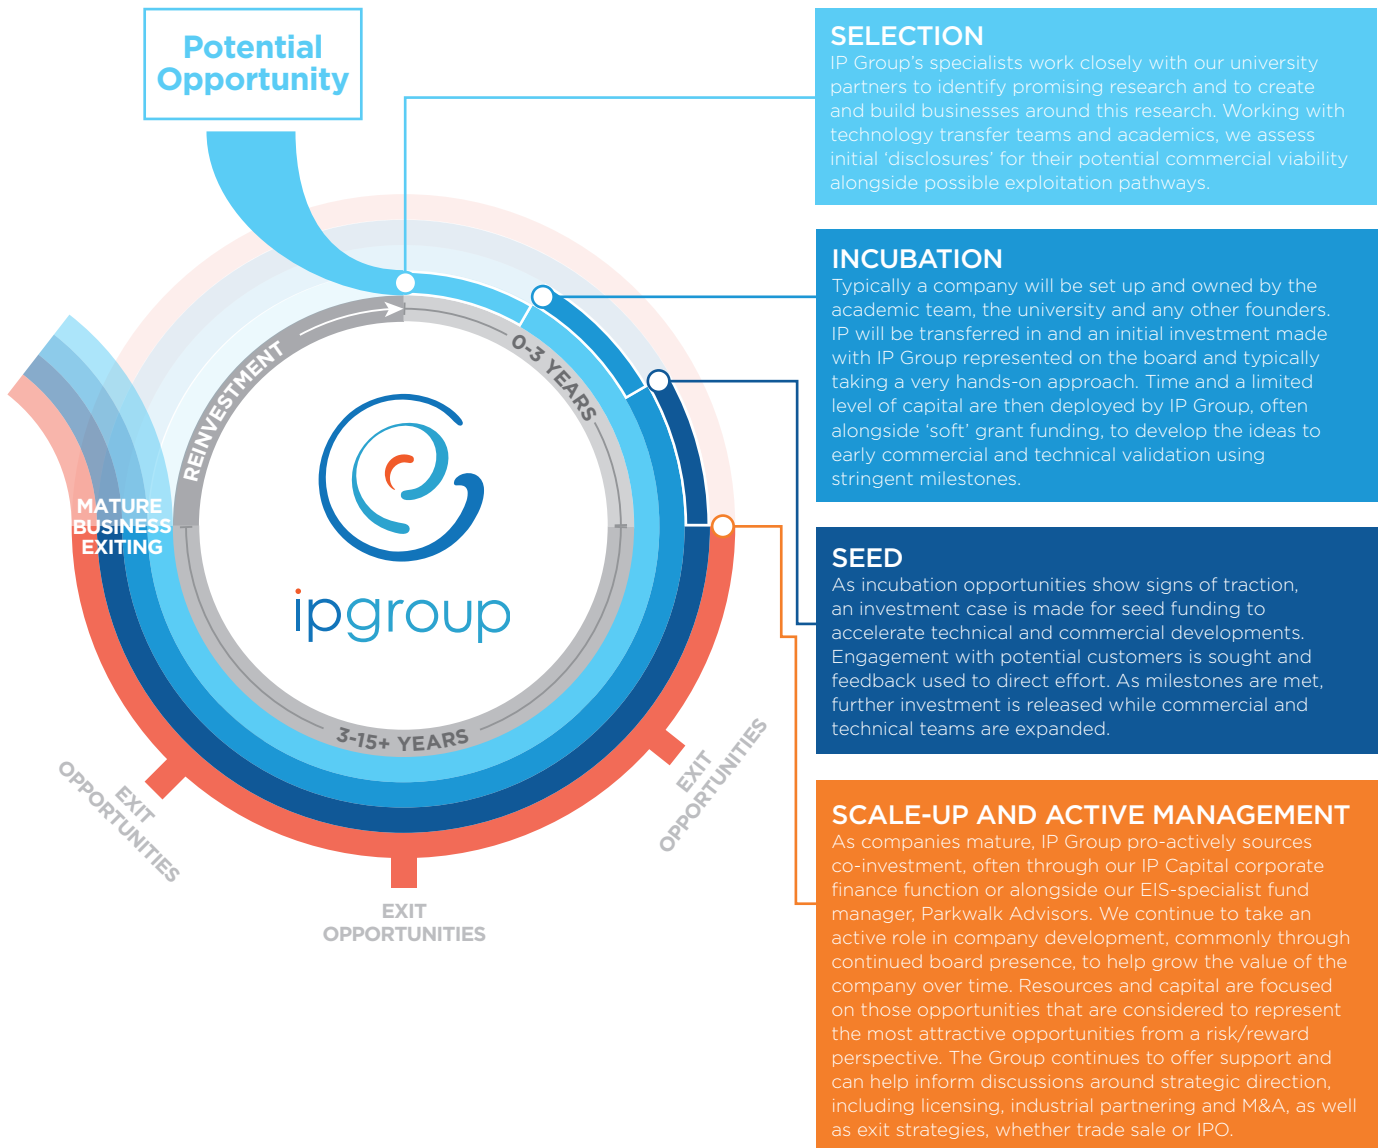 Potential
Opportunity
SELECTION
IP Group’s specialists work closely with our university
partners to identify promising research and to create
and build businesses around this research. Working with
technology transfer teams and academics, we assess
initial ‘disclosures’ for their potential commercial viability
alongside possible exploitation pathways.
INCUBATION
Typically a company will be set up and owned by the
academic team, the university and any other founders.
IP will be transferred in and an initial investment made
with IP Group represented on the board and typically
taking a very hands-on approach. Time and a limited
level of capital are then deployed by IP Group, often
alongside ‘soft’ grant funding, to develop the ideas to
early commercial and technical validation using
stringent milestones.
SEED
As incubation opportunities show signs of traction,
an investment case is made for seed funding to
accelerate technical and commercial developments.
Engagement with potential customers is sought and
feedback used to direct effort. As milestones are met,
further investment is released while commercial and
technical teams are expanded.
SCALE-UP AND ACTIVE MANAGEMENT
As companies mature, IP Group pro-actively sources
co-investment, often through our IP Capital corporate
finance function or alongside our EIS-specialist fund
manager, Parkwalk Advisors. We continue to take an
active role in company development, commonly through
continued board presence, to help grow the value of the
company over time. Resources and capital are focused
on those opportunities that are considered to represent
the most attractive opportunities from a risk/reward
perspective. The Group continues to offer support and
can help inform discussions around strategic direction,
including licensing, industrial partnering and M&A, as well
as exit strategies, whether trade sale or IPO.
REINVESTMENT
0-3 YEARS
3-15+ YEARS
ipgroup
MATURE
BUSINESS
EXITING
EXIT
OPPORTUNITIES
EXIT
OPPORTUNITIES
EXIT
OPPORTUNITIES